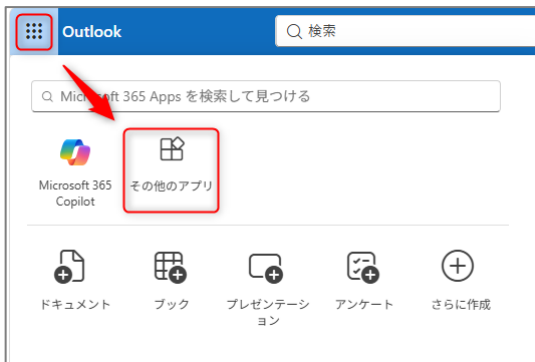 Outlook
検索
Microsoft 365 Apps を検索して見つける
Microsoft 365
Copilot
その他のアプリ
ドキュメント
ブック
プレゼンテーシ
ョン
アンケート
さらに作成